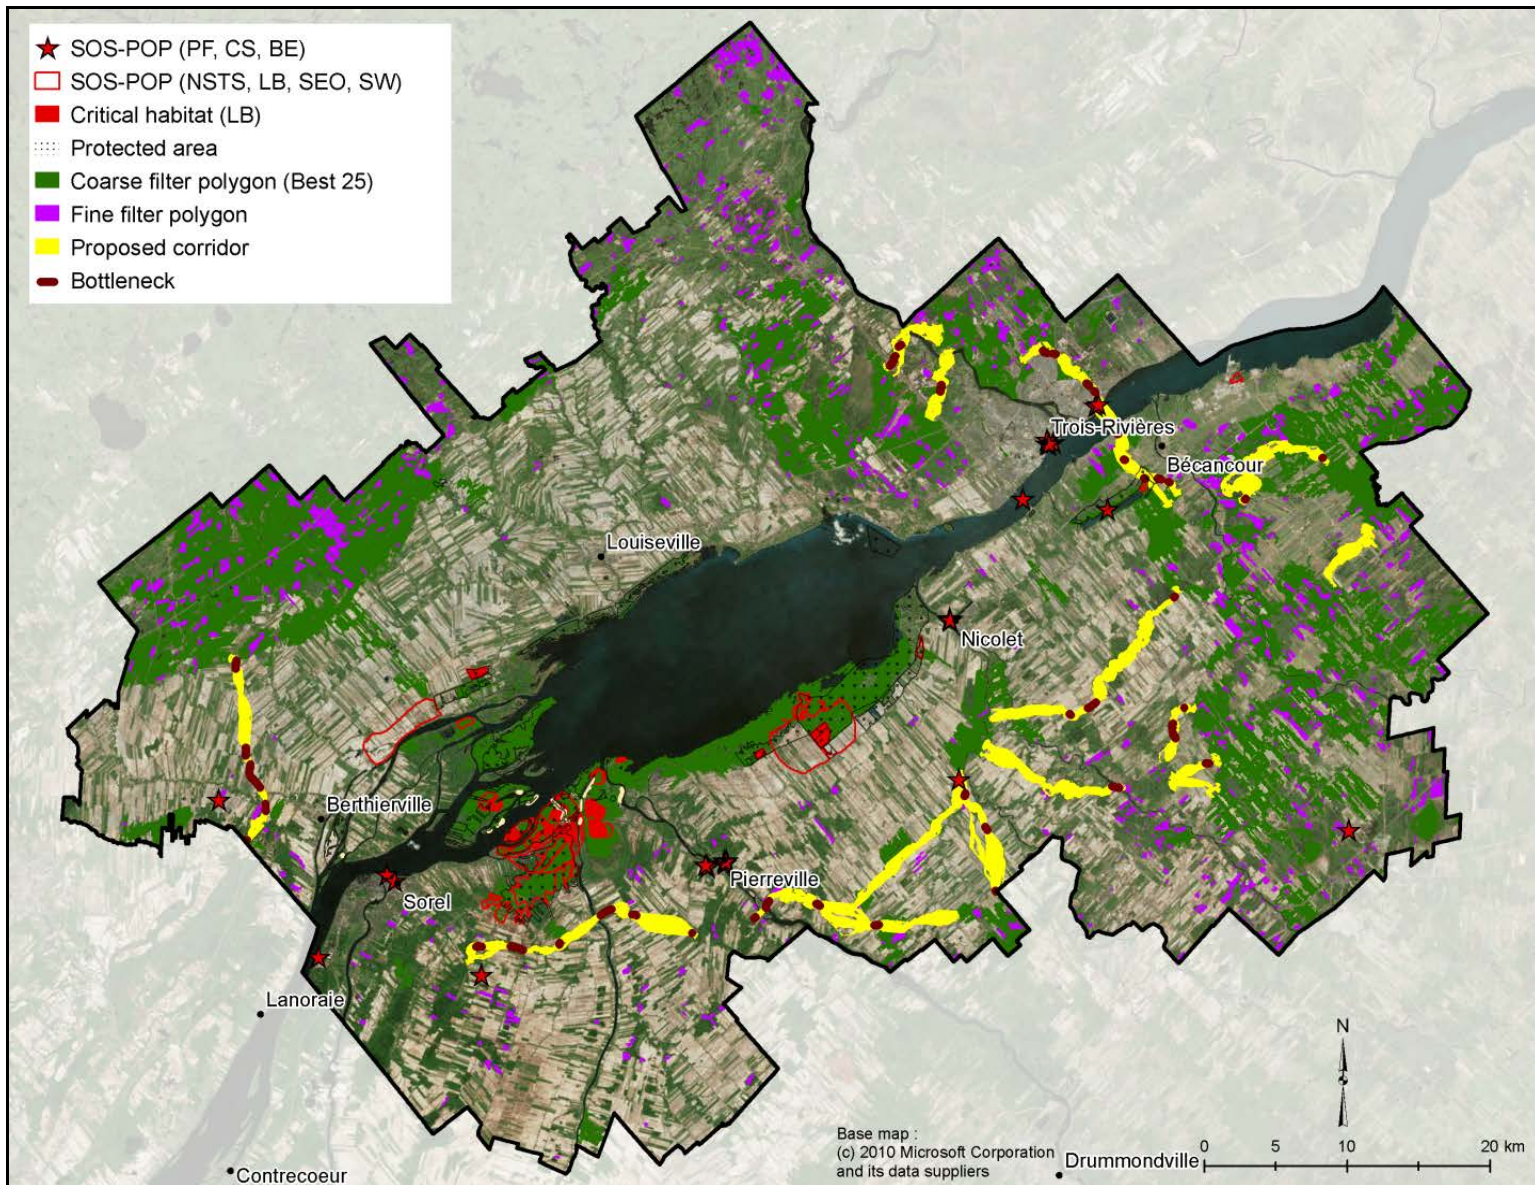 SOS-POP (PF, CS, BE)
SOS-POP (NSTS, LB, SEO, SW)
Critical habitat (LB)
Protected area
Coarse filter polygon (Best 25)
Fine filter polygon
Proposed corridor
Bottleneck
Trois-Rivières
Bécancour
Louiseville
Nicolet
Berthierville
Pierreville
Sorel
Lanoraie
Contrecoeur
Drummondville
N
Base map :
(c) 2010 Microsoft Corporation
and its data suppliers
0 5 10 20 km